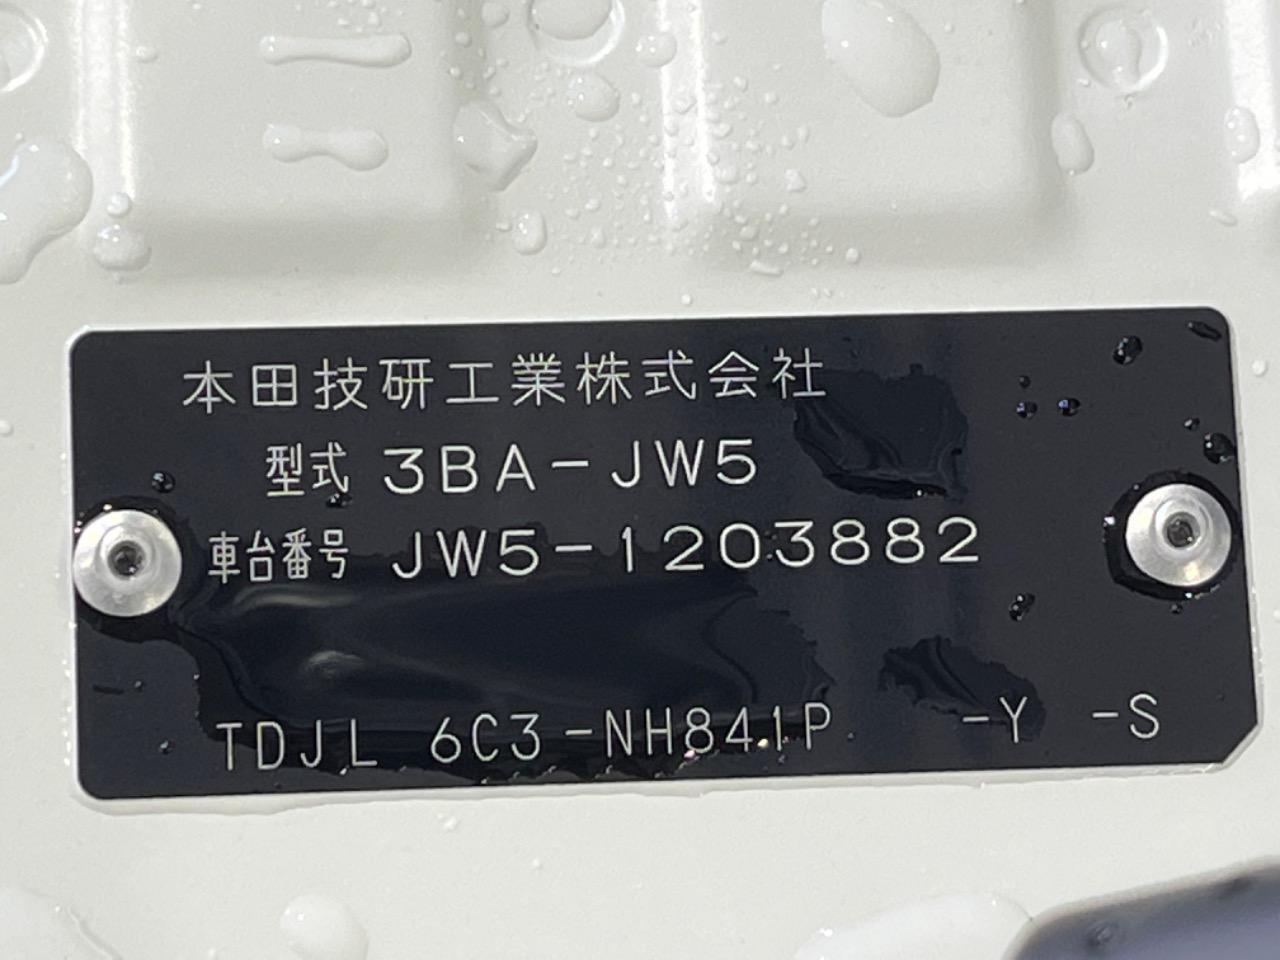 本田技研工業株式会社
型式 3BA-JW5
車台番号 JW5-1203882
TDJL 6C3-NH841P -Y -S